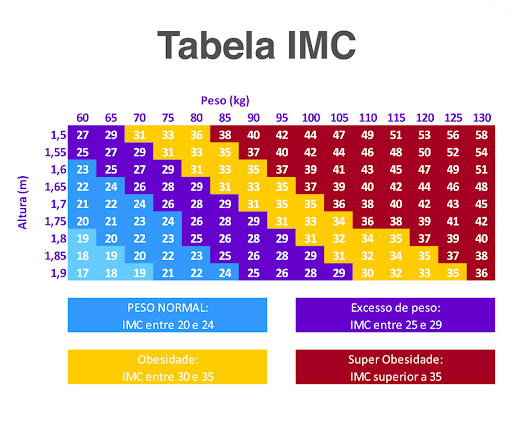 Tabela IMC
Peso (kg)
60 65 70 75 80 85 90 95 100 105 110 115 120 125 130
Altura (m)
1,5 27 29 31 33 36 38 40 42 44 47 49 51 53 56 58
1,55 25 27 29 31 33 35 37 40 42 44 46 48 50 52 54
1,6 23 25 27 29 31 33 35 37 39 41 43 45 47 49 51
1,65 22 24 26 28 29 31 33 35 37 39 40 42 44 46 48
1,7 21 22 24 26 28 29 31 35 35 36 38 40 42 43 45
1,75 20 21 23 24 26 28 29 31 33 34 36 38 39 41 42
1,8 19 20 22 23 25 26 28 29 31 32 34 35 37 39 40
1,85 18 19 20 22 23 25 26 28 29 31 32 34 35 37 38
1,9 17 18 19 21 22 24 25 26 28 29 30 32 33 35 36
PESO NORMAL:
IMC entre 20 e 24
Excesso de peso:
IMC entre 25 e 29
Obesidade:
IMC entre 30 e 35
Super Obesidade:
IMC superior a 35